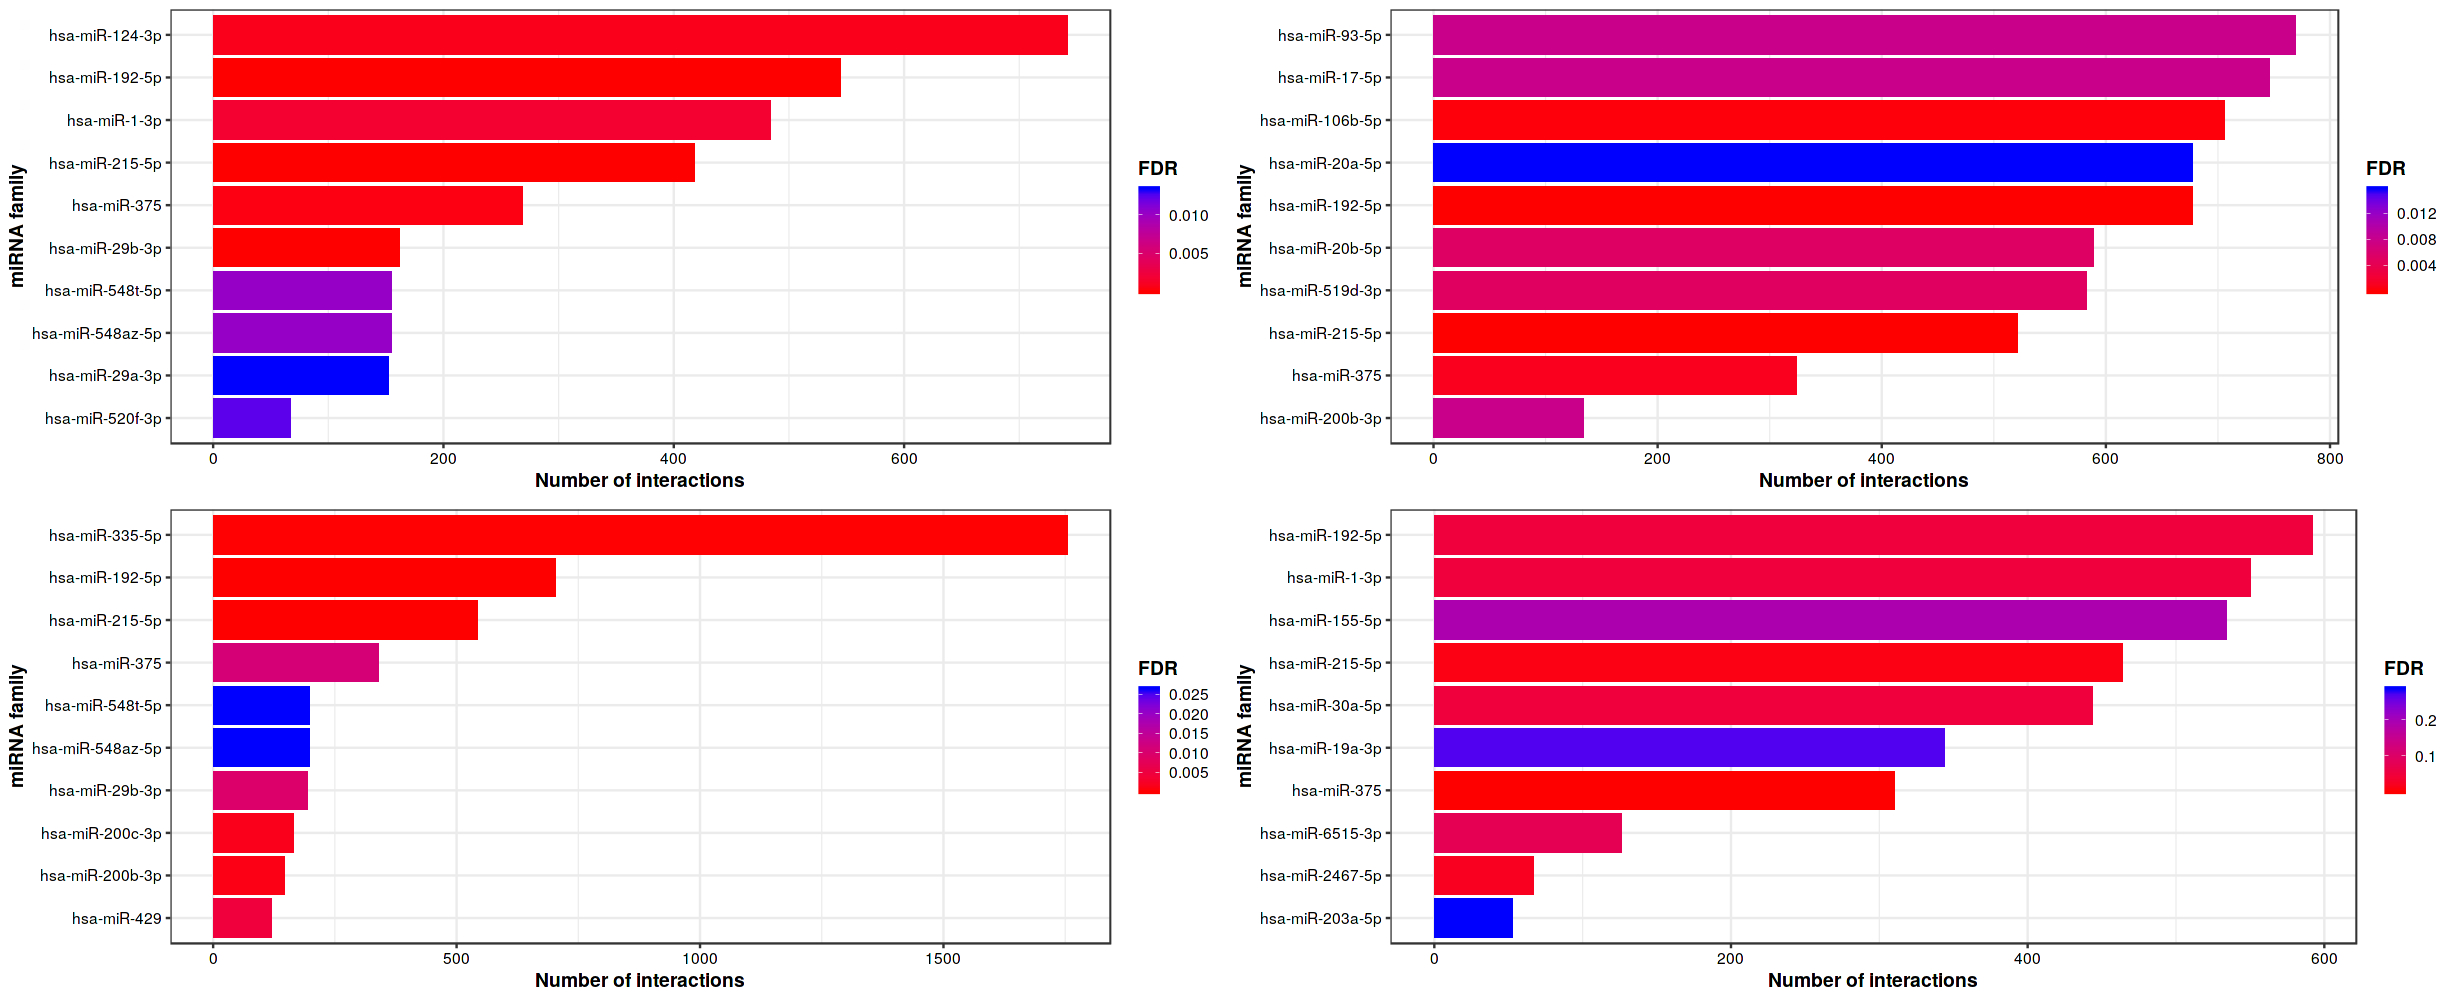 hsa-miR-124-3p
hsa-miR-192-5p
hsa-miR-1-3p
hsa-miR-215-5p
hsa-miR-375
hsa-miR-29b-3p
hsa-miR-548t-5p
hsa-miR-548az-5p
hsa-miR-29a-3p
hsa-miR-520f-3p
miRNA family
0 200 400 600
Number of interactions
FDR
0.010
0.005
hsa-miR-93-5p
hsa-miR-17-5p
hsa-miR-106b-5p
hsa-miR-20a-5p
hsa-miR-192-5p
hsa-miR-20b-5p
hsa-miR-519d-3p
hsa-miR-215-5p
hsa-miR-375
hsa-miR-200b-3p
miRNA family
0 200 400 600 800
Number of interactions
FDR
0.012
0.008
0.004
hsa-miR-335-5p
hsa-miR-192-5p
hsa-miR-215-5p
hsa-miR-375
hsa-miR-548t-5p
hsa-miR-548az-5p
hsa-miR-29b-3p
hsa-miR-200c-3p
hsa-miR-200b-3p
hsa-miR-429
miRNA family
0 500 1000 1500
Number of interactions
FDR
0.025
0.020
0.015
0.010
0.005
hsa-miR-192-5p
hsa-miR-1-3p
hsa-miR-155-5p
hsa-miR-215-5p
hsa-miR-30a-5p
hsa-miR-19a-3p
hsa-miR-375
hsa-miR-6515-3p
hsa-miR-2467-5p
hsa-miR-203a-5p
miRNA family
0 200 400 600
Number of interactions
FDR
0.2
0.1